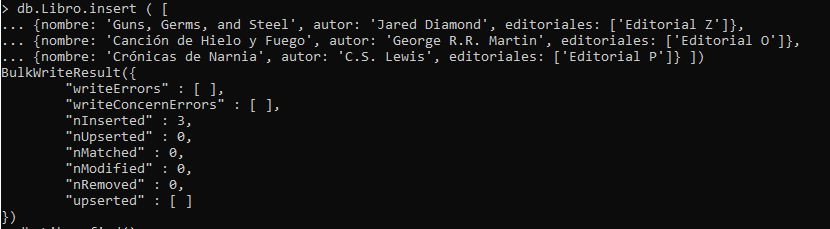 > db.Libro.insert ( [
... {nombre: 'Guns, Germs, and Steel', autor: 'Jared Diamond', editoriales: ['Editorial Z']},
... {nombre: 'Canción de Hielo y Fuego', autor: 'George R.R. Martin', editoriales: ['Editorial O']},
... {nombre: 'Crónicas de Narnia', autor: 'C.S. Lewis', editoriales: ['Editorial P']} ])
BulkWriteResult({
        "writeErrors" : [ ],
        "writeConcernErrors" : [ ],
        "nInserted" : 3,
        "nUpserted" : 0,
        "nMatched" : 0,
        "nModified" : 0,
        "nRemoved" : 0,
        "upserted" : [ ]
})